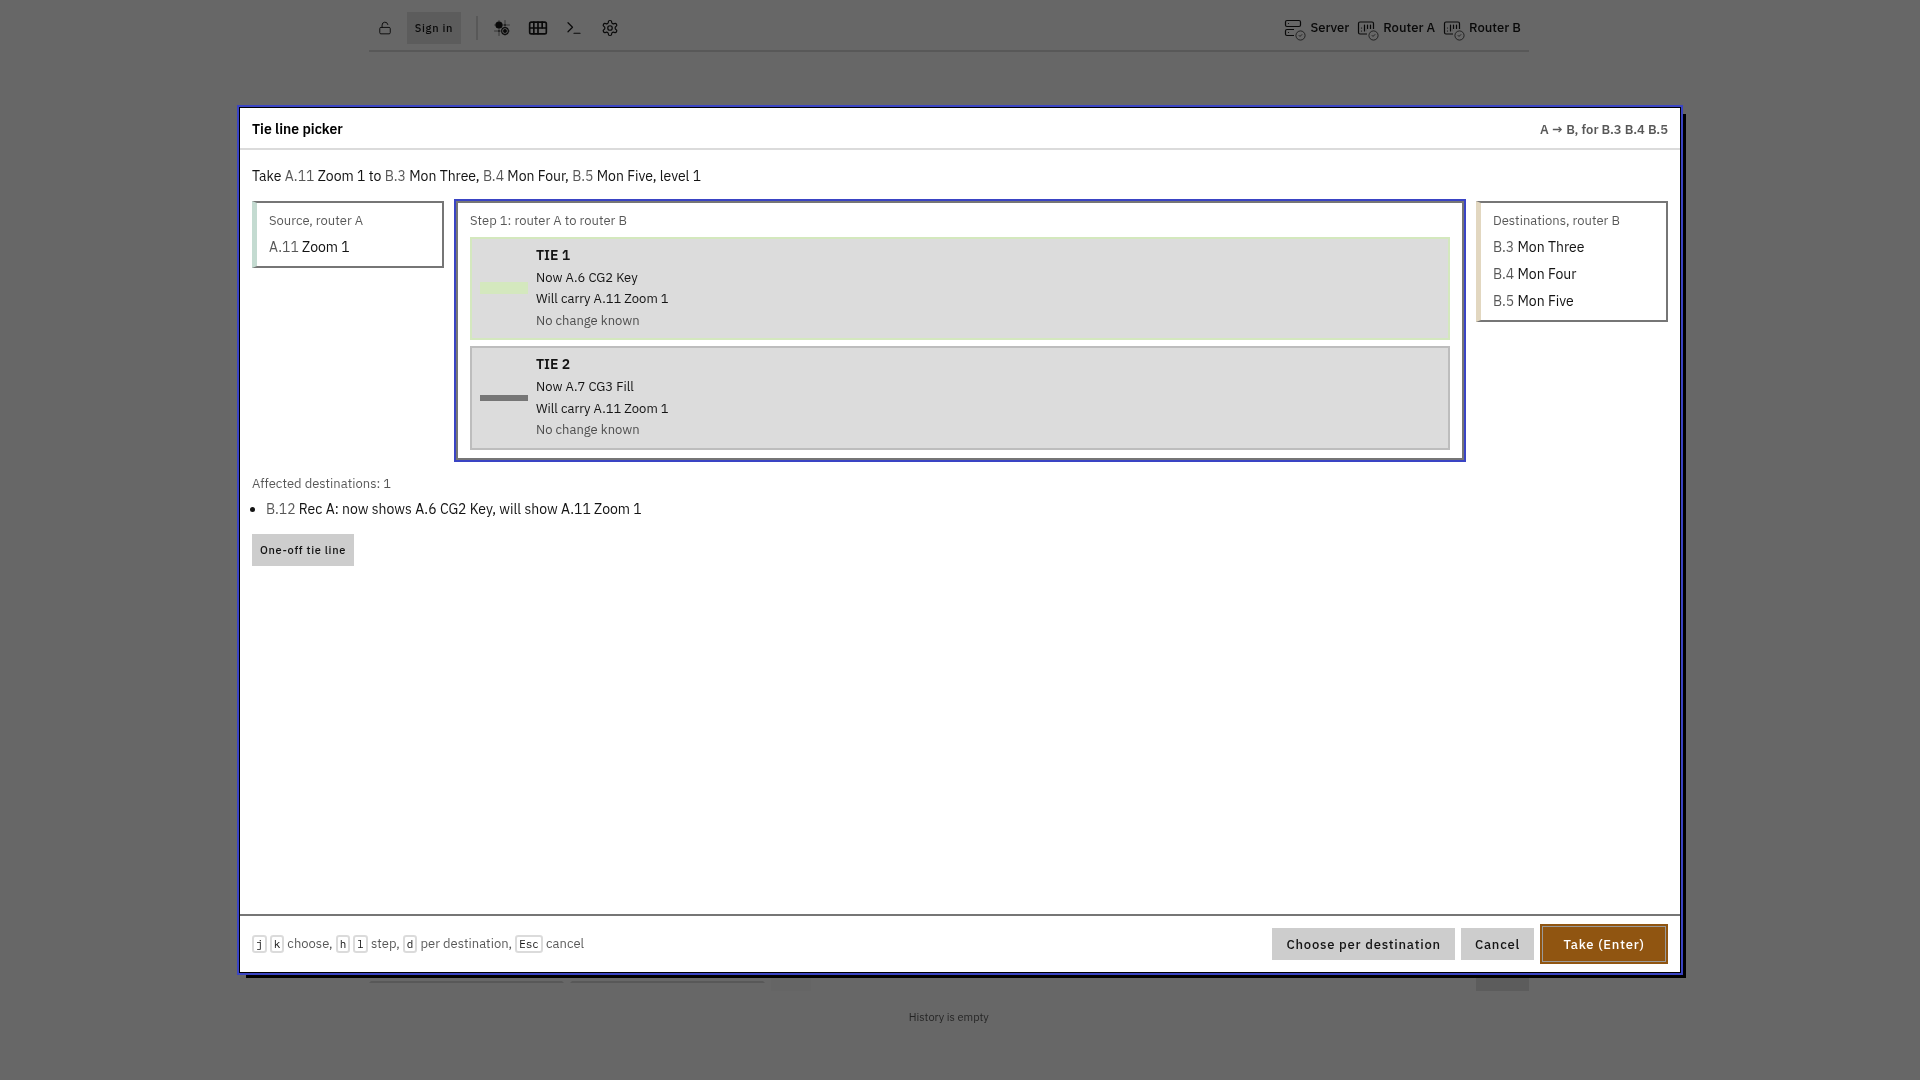 Sign in
Server Router A Router B
Tie line picker
A → B, for B.3 B.4 B.5
Take A.11 Zoom 1 to B.3 Mon Three, B.4 Mon Four, B.5 Mon Five, level 1
Source, router A
A.11 Zoom 1
Step 1: router A to router B
TIE 1
Now A.6 CG2 Key
Will carry A.11 Zoom 1
No change known
TIE 2
Now A.7 CG3 Fill
Will carry A.11 Zoom 1
No change known
Destinations, router B
B.3 Mon Three
B.4 Mon Four
B.5 Mon Five
Affected destinations: 1
B.12 Rec A: now shows A.6 CG2 Key, will show A.11 Zoom 1
One-off tie line
j k choose, h l step, d per destination, Esc cancel
Choose per destination
Cancel
Take (Enter)
History is empty